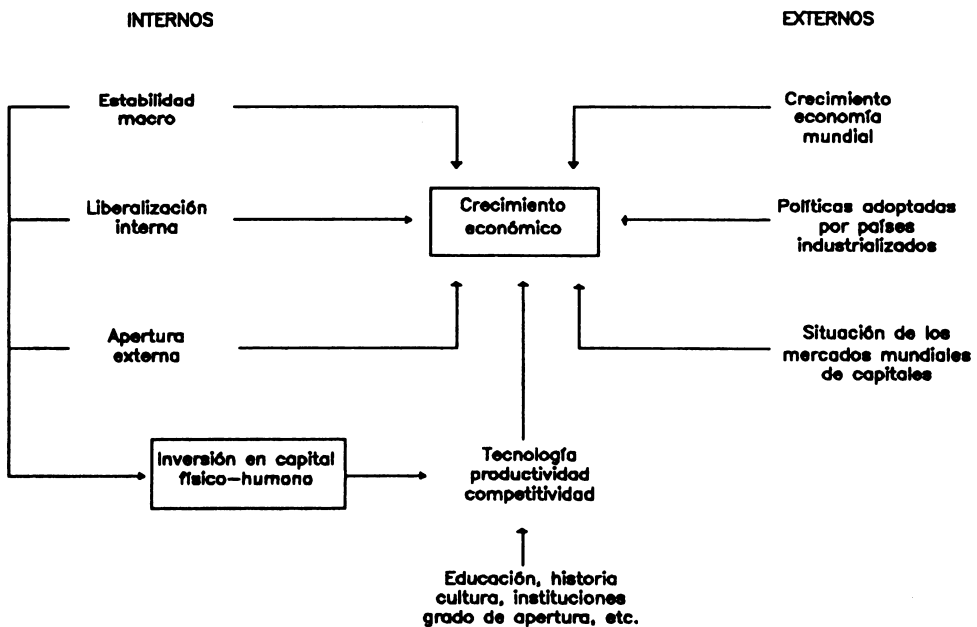 INTERNOS
EXTERNOS
Estabilidad
macro
Crecimiento
economía
mundial
Liberalización
interna
Crecimiento
económico
Políticas adoptadas
por países
industrializados
Apertura
externa
Situación de los
mercados mundiales
de capitales
Inversión en capital
físico-humano
Tecnología
productividad
competitividad
Educación, historia
cultura, instituciones
grado de apertura, etc.